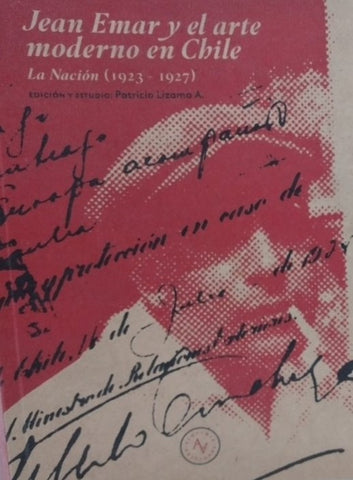 Jean Emar y el arte
moderno en Chile
La Nación (1923 - 1927)
EDICIÓN Y ESTUDIO: Patricio Lizama A.
Europa acompañado
y protección en caso de
Chile, 16 de Julio de 193
Ministro de Relaciones Exteriores.